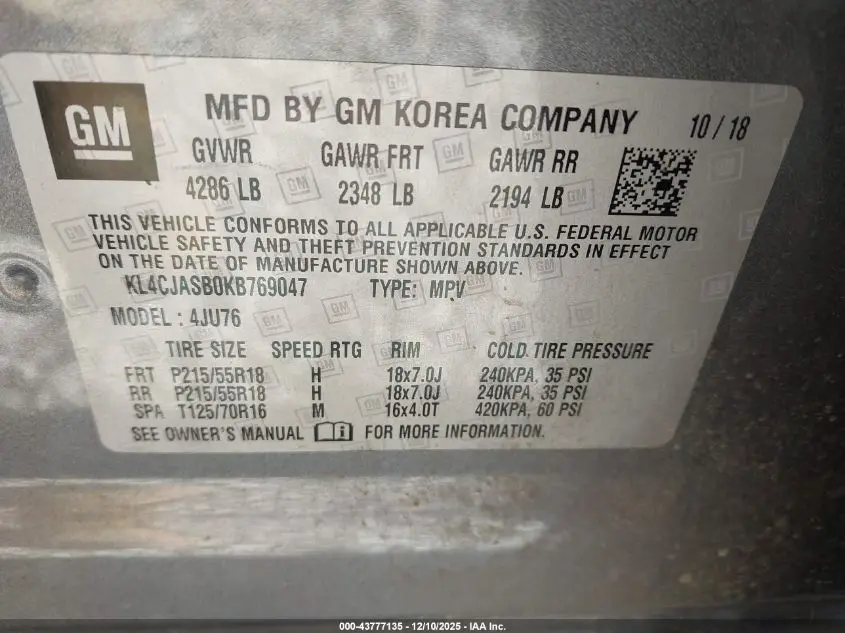 GM
MFD BY GM KOREA COMPANY 10 / 18
GVWR GAWR FRT GAWR RR
4286 LB 2348 LB 2194 LB
THIS VEHICLE CONFORMS TO ALL APPLICABLE U.S. FEDERAL MOTOR
VEHICLE SAFETY AND THEFT PREVENTION STANDARDS IN EFFECT
ON THE DATE OF MANUFACTURE SHOWN ABOVE.
KL4CJASB0KB769047 TYPE: MPV
MODEL : 4JU76
TIRE SIZE SPEED RTG RIM COLD TIRE PRESSURE
FRT P215/55R18 H 18x7.0J 240KPA, 35 PSI
RR P215/55R18 H 18x7.0J 240KPA, 35 PSI
SPA T125/70R16 M 16x4.0T 420KPA, 60 PSI
SEE OWNER'S MANUAL i FOR MORE INFORMATION.
000-43777135 - 12/10/2025 - IAA Inc.